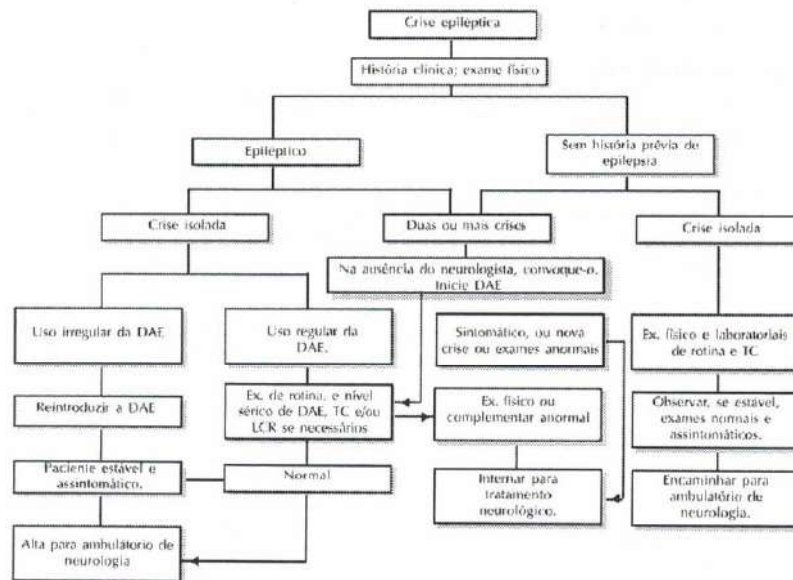 Crise epiléptica
História clínica; exame físico
Epiléptico
Sem história prévia de
epilepsia
Crise isolada
Duas ou mais crises
Crise isolada
Na ausência do neurologista, convoque-o.
Inicie DAE
Uso irregular da DAE
Uso regular da
DAE.
Sintomático, ou nova
crise ou exames anormais
Ex. físico e laboratoriais
de rotina e TC
Reintroduzir a DAE
Ex. de rotina, e nível
sérico de DAE, TC e/ou
LCR se necessários
Ex. físico ou
complementar anormal
Observar, se estável,
exames normais e
assintomáticos.
Paciente estável e
assintomático.
Normal
Internar para
tratamento
neurológico.
Encaminhar para
ambulatório de
neurologia.
Alta para ambulatório de
neurologia